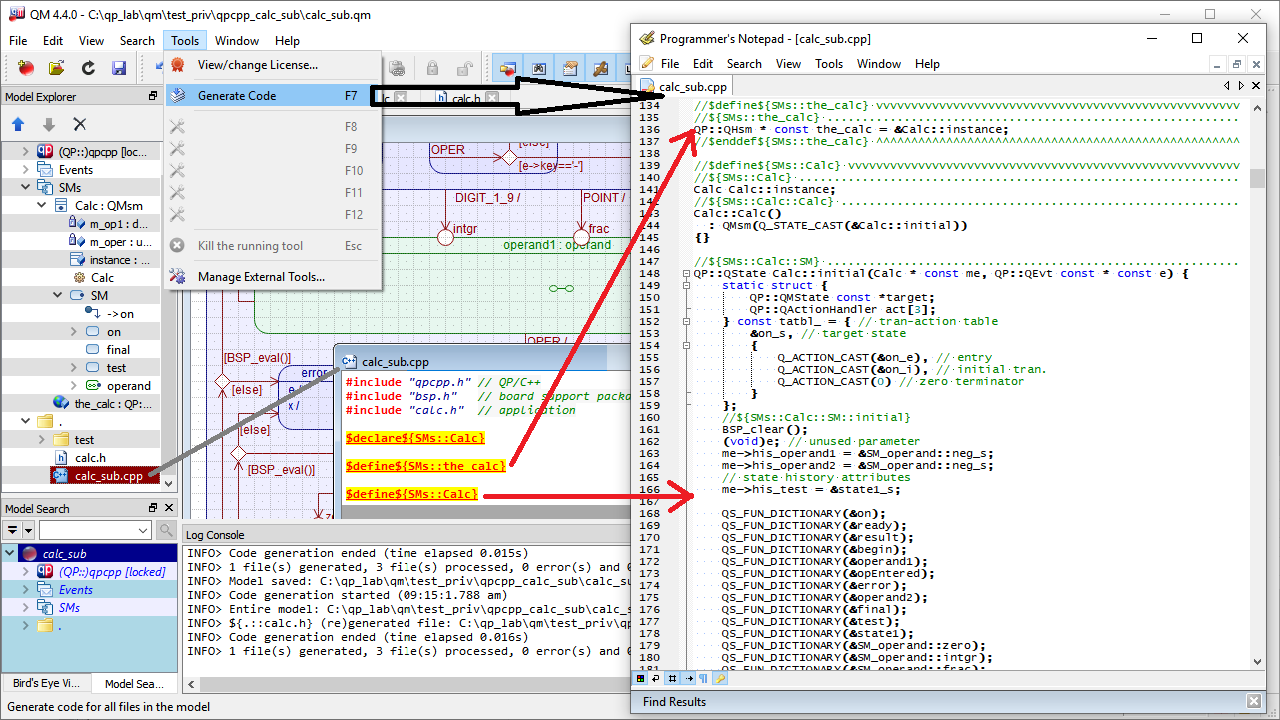 QM 4.4.0 - C:\qp_lab\qm\test_priv\qpcpp_calc_sub\calc_sub.qm
File Edit View Search Tools Window Help
View/change License...
Generate Code F7
F8
F9
F10
F11
F12
Kill the running tool Esc
Manage External Tools...
Model Explorer
(QP::)qpcpp [loc...
Events
SMs
Calc : QMsm
m_op1 : d...
m_oper : u...
instance : ...
Calc
SM
->on
on
final
test
operand
the_calc : QP:...
.
test
calc.h
calc_sub.cpp
Model Search
calc_sub
(QP::)qpcpp [locked]
Events
SMs
.
Bird's Eye Vi... Model Sea...
Generate code for all files in the model
calc.h
OPER
[else]
[e->key=='-']
DIGIT_1_9 /
POINT /
intgr
frac
operand1 : operand
OPER /
[BSP_eval()]
error
[else]
e /
x /
[else]
[BSP_eval()]
calc_sub.cpp
#include "qpcpp.h" // QP/C++
#include "bsp.h" // board support packa
#include "calc.h" // application
$declare${SMs::Calc}
$define${SMs::the_calc}
$define${SMs::Calc}
Log Console
INFO> Code generation ended (time elapsed 0.015s)
INFO> 1 file(s) generated, 3 file(s) processed, 0 error(s) and 0
INFO> Model saved: C:\qp_lab\qm\test_priv\qpcpp_calc_sub\calc_su
INFO> Code generation started (09:15:1.788 am)
INFO> Entire model: C:\qp_lab\qm\test_priv\qpcpp_calc_sub\calc_s
INFO> ${.::calc.h} (re)generated file: C:\qp_lab\qm\test_priv\qp
INFO> Code generation ended (time elapsed 0.016s)
INFO> 1 file(s) generated, 3 file(s) processed, 0 error(s) and 0
Programmer's Notepad - [calc_sub.cpp]
File Edit Search View Tools Window Help
calc_sub.cpp
134 //$define${SMs::the_calc} vvvvvvvvvvvvvvvvvvvvvvvvvvvvvvvvvvvvvvvvvvvvvvvvvvvv
135 //${SMs::the_calc} ...........................................................
136 QP::QHsm * const the_calc = &Calc::instance;
137 //$enddef${SMs::the_calc} ^^^^^^^^^^^^^^^^^^^^^^^^^^^^^^^^^^^^^^^^^^^^^^^^^^^^
138
139 //$define${SMs::Calc} vvvvvvvvvvvvvvvvvvvvvvvvvvvvvvvvvvvvvvvvvvvvvvvvvvvvvvvv
140 //${SMs::Calc} ...............................................................
141 Calc Calc::instance;
142 //${SMs::Calc::Calc} .........................................................
143 Calc::Calc()
144 : QMsm(Q_STATE_CAST(&Calc::initial))
145 {}
146
147 //${SMs::Calc::SM} ...........................................................
148 QP::QState Calc::initial(Calc * const me, QP::QEvt const * const e) {
149 static struct {
150 QP::QMState const *target;
151 QP::QActionHandler act[3];
152 } const tatbl_ = { // tran-action table
153 &on_s, // target state
154 {
155 Q_ACTION_CAST(&on_e), // entry
156 Q_ACTION_CAST(&on_i), // initial tran.
157 Q_ACTION_CAST(0) // zero terminator
158 }
159 };
160 //${SMs::Calc::SM::initial}
161 BSP_clear();
162 (void)e; // unused parameter
163 me->his_operand1 = &SM_operand::neg_s;
164 me->his_operand2 = &SM_operand::neg_s;
165 // state history attributes
166 me->his_test = &state1_s;
167
168 QS_FUN_DICTIONARY(&on);
169 QS_FUN_DICTIONARY(&ready);
170 QS_FUN_DICTIONARY(&result);
171 QS_FUN_DICTIONARY(&begin);
172 QS_FUN_DICTIONARY(&operand1);
173 QS_FUN_DICTIONARY(&opEntered);
174 QS_FUN_DICTIONARY(&error);
175 QS_FUN_DICTIONARY(&operand2);
176 QS_FUN_DICTIONARY(&final);
177 QS_FUN_DICTIONARY(&test);
178 QS_FUN_DICTIONARY(&state1);
179 QS_FUN_DICTIONARY(&SM_operand::zero);
180 QS_FUN_DICTIONARY(&SM_operand::intgr);
181 QS_FUN_DICTIONARY(&SM_operand::frac);
Find Results